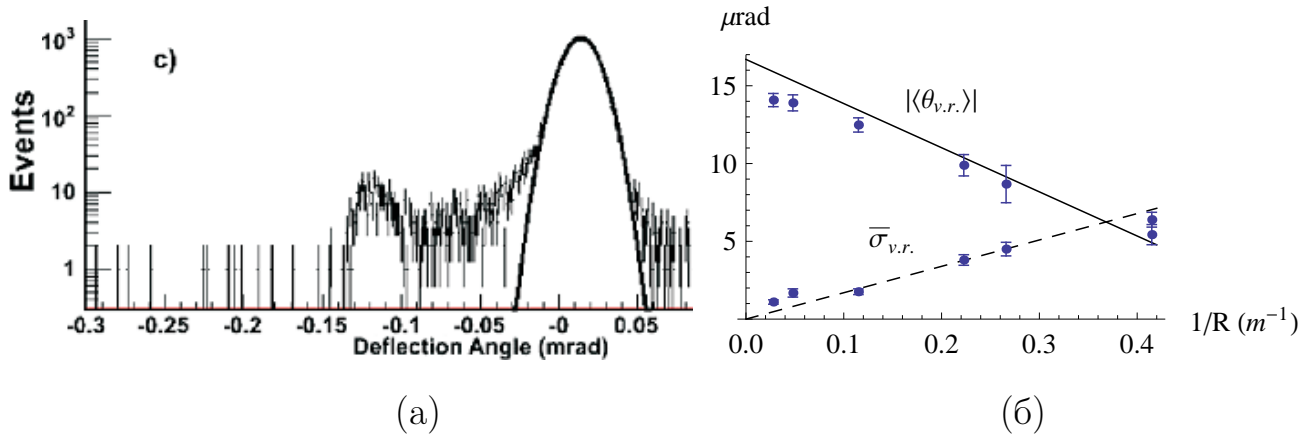 c)
Events
10³
10²
10
1
-0.3 -0.25 -0.2 -0.15 -0.1 -0.05 -0 0.05
Deflection Angle (mrad)
(а)
μrad
15
10
5
|⟨θv.r.⟩|
σ̅v.r.
1/R (m⁻¹)
0.0 0.1 0.2 0.3 0.4
(б)